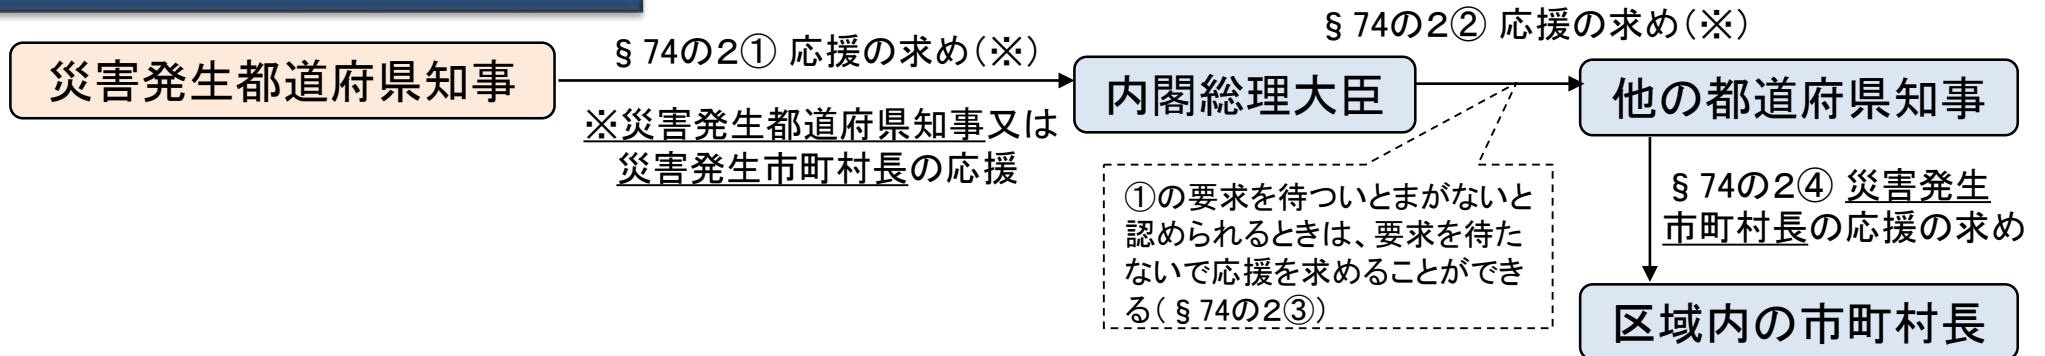 §74の2② 応援の求め(※)
§74の2① 応援の求め(※)
災害発生都道府県知事
内閣総理大臣
他の都道府県知事
※災害発生都道府県知事又は
災害発生市町村長の応援
①の要求を待ついとまがないと
認められるときは、要求を待た
ないで応援を求めることができ
る(§74の2③)
§74の2④ 災害発生
市町村長の応援の求め
区域内の市町村長